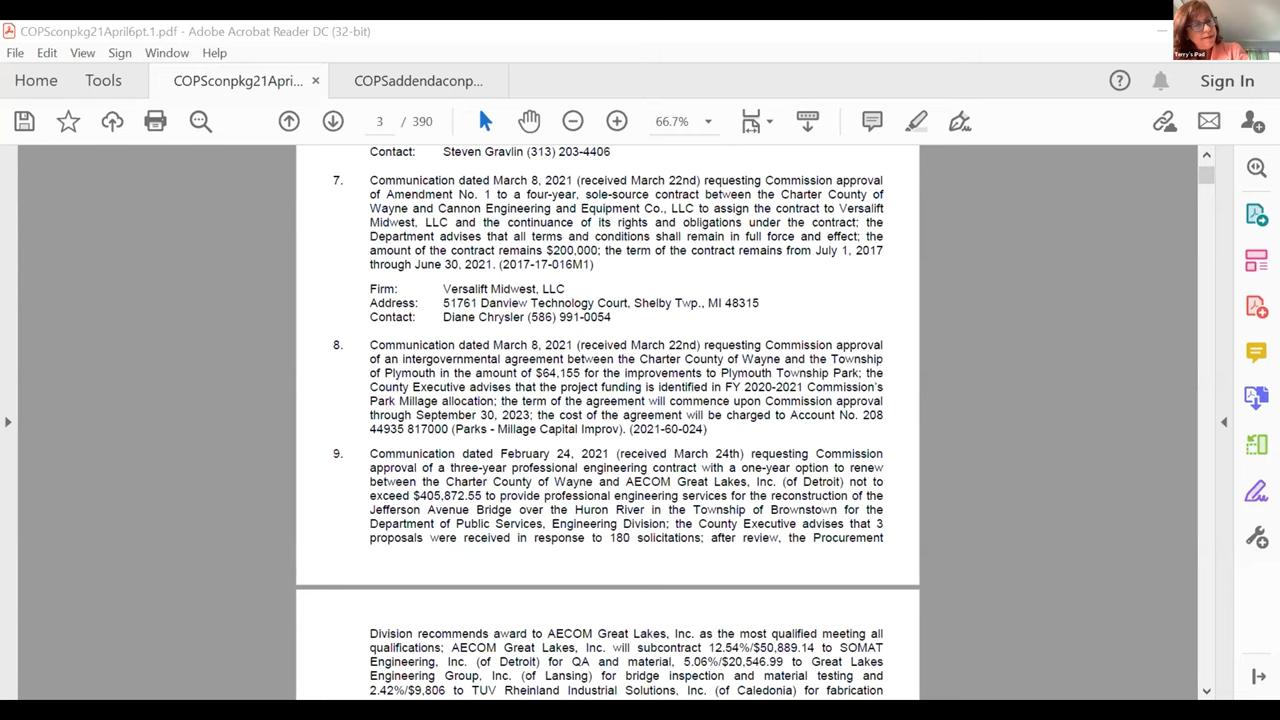 COPSconpkg21April6pt.1.pdf - Adobe Acrobat Reader DC (32-bit)
File Edit View Sign Window Help
Home Tools COPSconpkg21Apri... × COPSaddendaconp... Sign In
3 / 390 66.7%
Terry's iPad
Contact: Steven Gravlin (313) 203-4406
7. Communication dated March 8, 2021 (received March 22nd) requesting Commission approval
of Amendment No. 1 to a four-year, sole-source contract between the Charter County of
Wayne and Cannon Engineering and Equipment Co., LLC to assign the contract to Versalift
Midwest, LLC and the continuance of its rights and obligations under the contract; the
Department advises that all terms and conditions shall remain in full force and effect; the
amount of the contract remains $200,000; the term of the contract remains from July 1, 2017
through June 30, 2021. (2017-17-016M1)
Firm: Versalift Midwest, LLC
Address: 51761 Danview Technology Court, Shelby Twp., MI 48315
Contact: Diane Chrysler (586) 991-0054
8. Communication dated March 8, 2021 (received March 22nd) requesting Commission approval
of an intergovernmental agreement between the Charter County of Wayne and the Township
of Plymouth in the amount of $64,155 for the improvements to Plymouth Township Park; the
County Executive advises that the project funding is identified in FY 2020-2021 Commission's
Park Millage allocation; the term of the agreement will commence upon Commission approval
through September 30, 2023; the cost of the agreement will be charged to Account No. 208
44935 817000 (Parks - Millage Capital Improv). (2021-60-024)
9. Communication dated February 24, 2021 (received March 24th) requesting Commission
approval of a three-year professional engineering contract with a one-year option to renew
between the Charter County of Wayne and AECOM Great Lakes, Inc. (of Detroit) not to
exceed $405,872.55 to provide professional engineering services for the reconstruction of the
Jefferson Avenue Bridge over the Huron River in the Township of Brownstown for the
Department of Public Services, Engineering Division; the County Executive advises that 3
proposals were received in response to 180 solicitations; after review, the Procurement
Division recommends award to AECOM Great Lakes, Inc. as the most qualified meeting all
qualifications; AECOM Great Lakes, Inc. will subcontract 12.54%/$50,889.14 to SOMAT
Engineering, Inc. (of Detroit) for QA and material, 5.06%/$20,546.99 to Great Lakes
Engineering Group, Inc. (of Lansing) for bridge inspection and material testing and
2.42%/$9,806 to TUV Rheinland Industrial Solutions, Inc. (of Caledonia) for fabrication